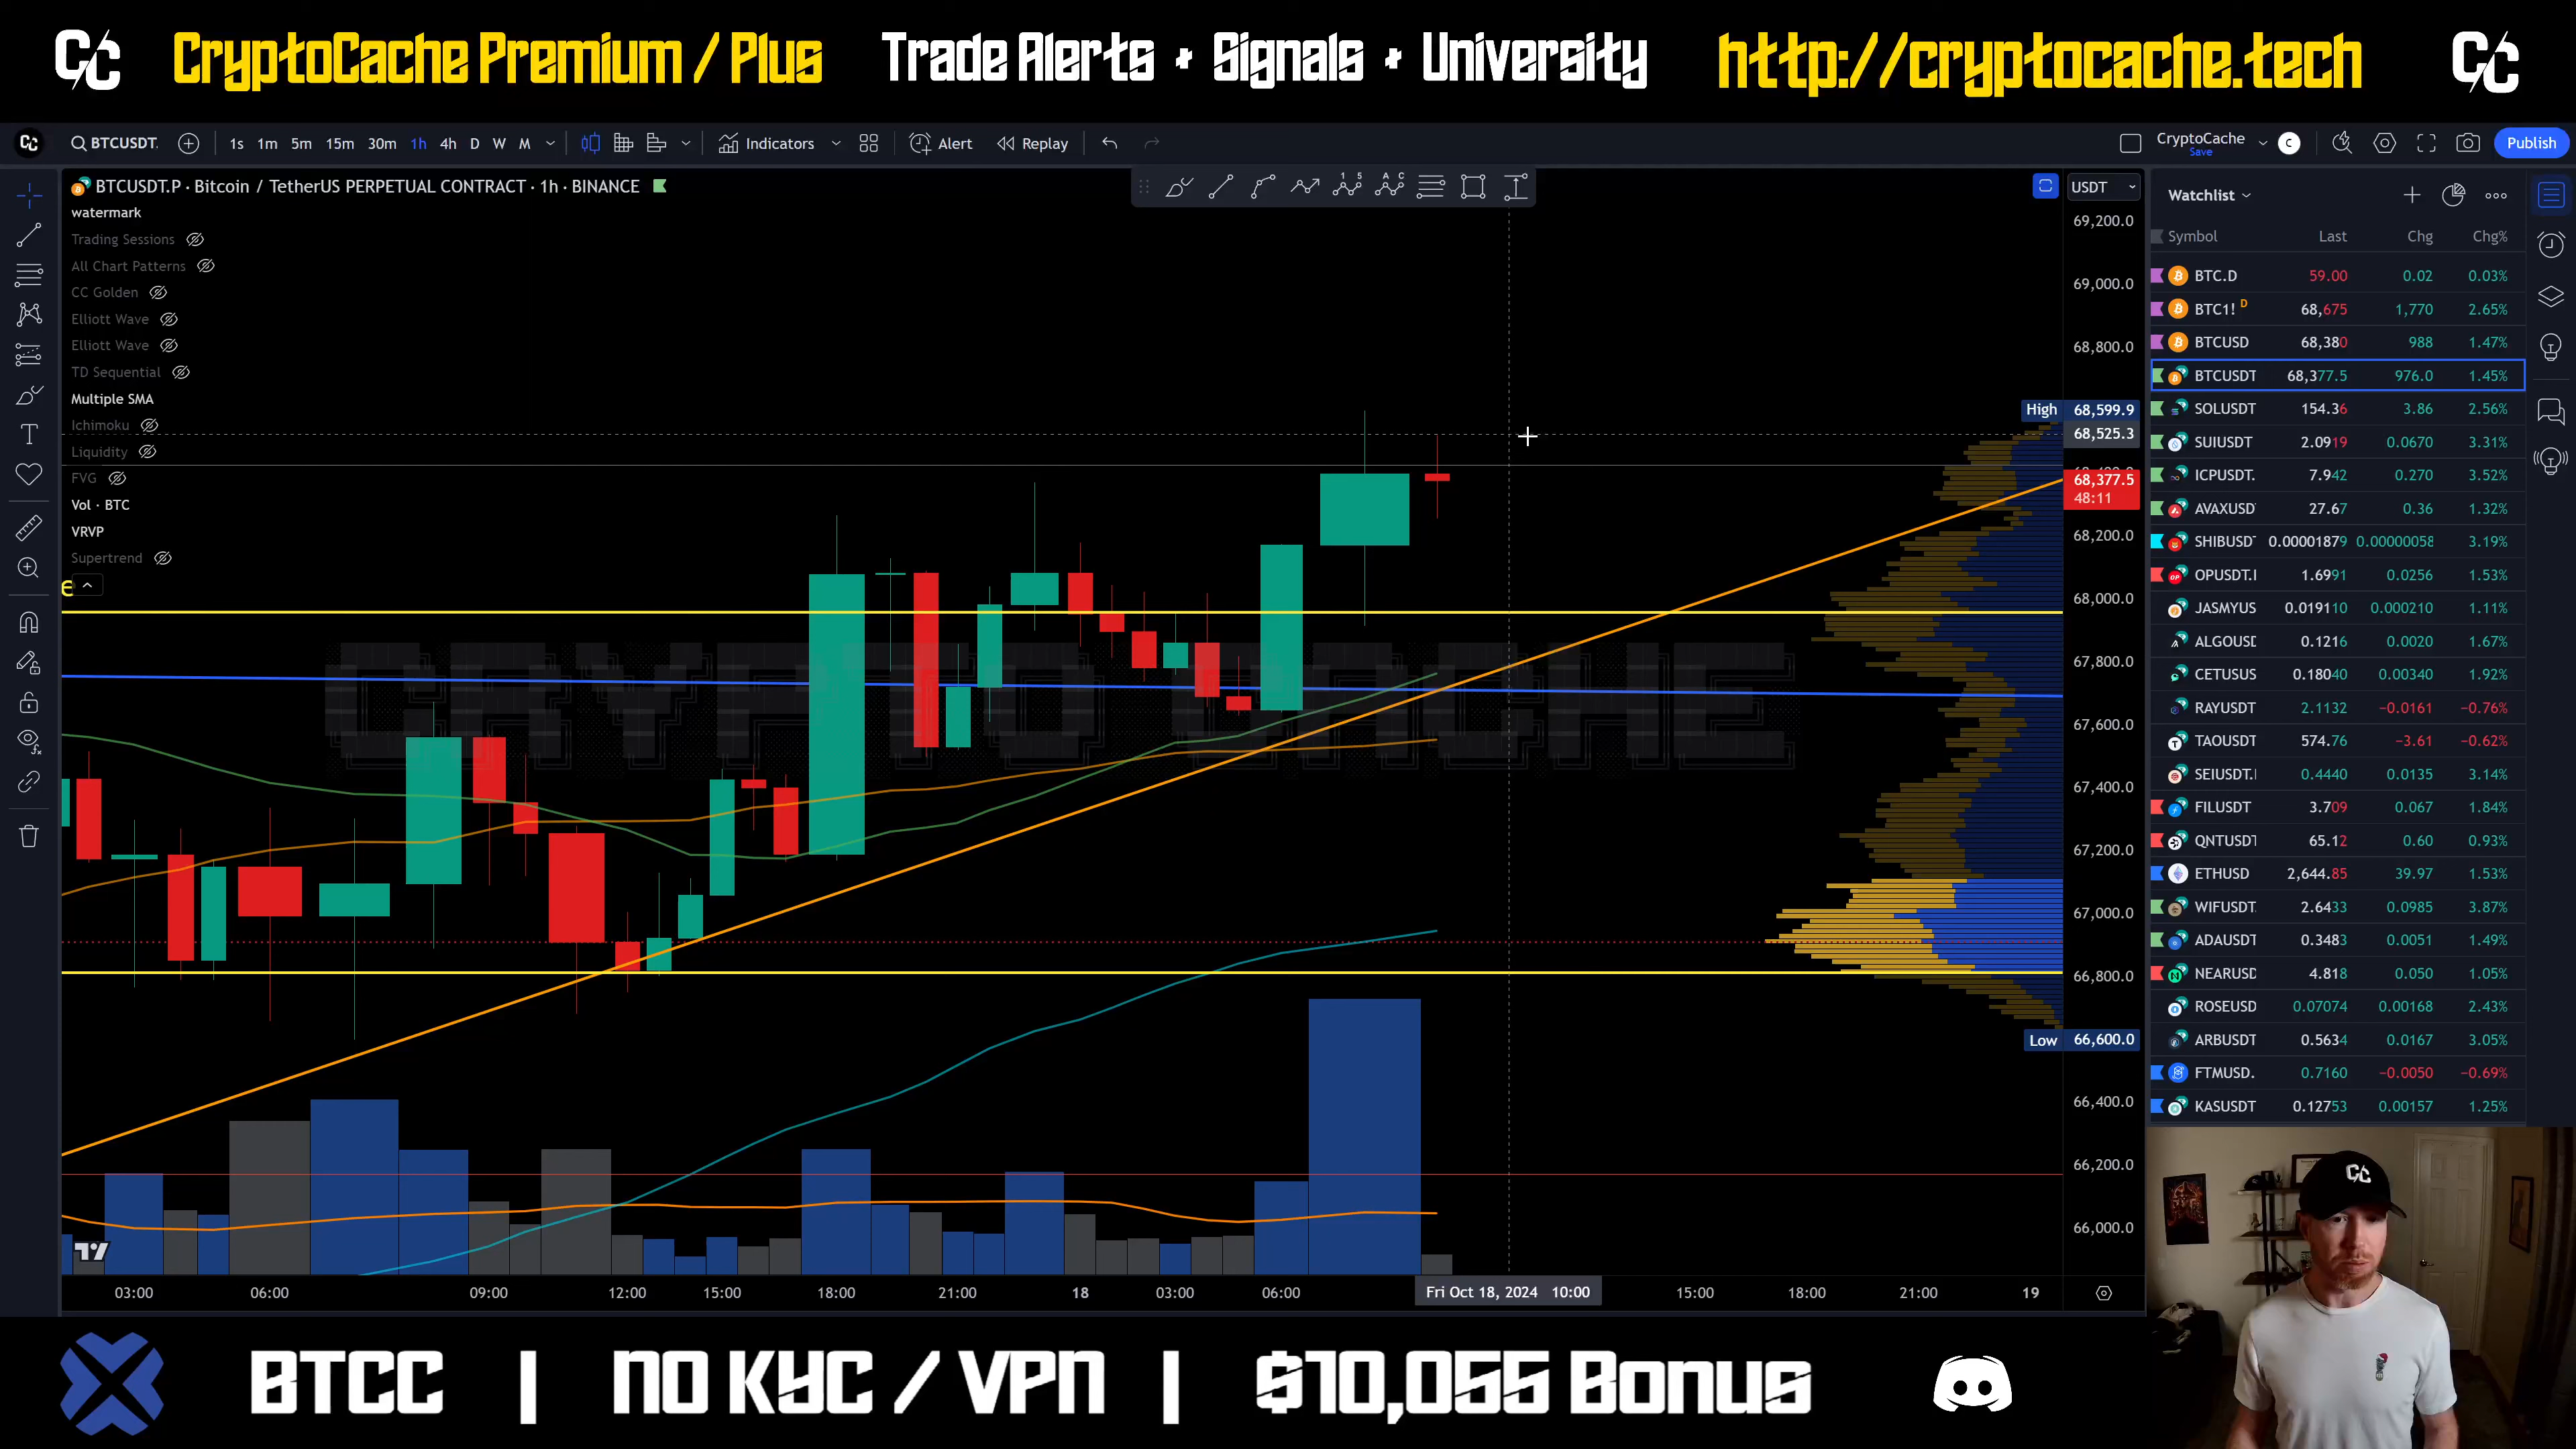 CC CryptoCache Premium / Plus Trade Alerts + Signals + University http://cryptocache.tech CC
CC BTCUSDT. 1s 1m 5m 15m 30m 1h 4h D W M Indicators Alert Replay CryptoCache Save C Publish
BTCUSDT.P · Bitcoin / TetherUS PERPETUAL CONTRACT · 1h · BINANCE
watermark
Trading Sessions
All Chart Patterns
CC Golden
Elliott Wave
Elliott Wave
TD Sequential
Multiple SMA
Ichimoku
Liquidity
FVG
Vol · BTC
VRVP
Supertrend
CRYPTO CACHE
USDT
69,200.0
69,000.0
68,800.0
High 68,599.9
68,525.3
68,377.5
48:11
68,200.0
68,000.0
67,800.0
67,600.0
67,400.0
67,200.0
67,000.0
66,800.0
Low 66,600.0
66,400.0
66,200.0
66,000.0
03:00 06:00 09:00 12:00 15:00 18:00 21:00 18 03:00 06:00 Fri Oct 18, 2024 10:00 15:00 18:00 21:00 19
Watchlist
Symbol Last Chg Chg%
BTC.D 59.00 0.02 0.03%
BTC1! D 68,675 1,770 2.65%
BTCUSD 68,380 988 1.47%
BTCUSDT 68,377.5 976.0 1.45%
SOLUSDT 154.36 3.86 2.56%
SUIUSDT 2.0919 0.0670 3.31%
ICPUSDT. 7.942 0.270 3.52%
AVAXUSD 27.67 0.36 1.32%
SHIBUSD 0.00001879 0.00000058 3.19%
OPUSDT.I 1.6991 0.0256 1.53%
JASMYUS 0.019110 0.000210 1.11%
ALGOUSD 0.1216 0.0020 1.67%
CETUSUS 0.18040 0.00340 1.92%
RAYUSDT 2.1132 −0.0161 −0.76%
TAOUSDT 574.76 −3.61 −0.62%
SEIUSDT.I 0.4440 0.0135 3.14%
FILUSDT 3.709 0.067 1.84%
QNTUSDT 65.12 0.60 0.93%
ETHUSD 2,644.85 39.97 1.53%
WIFUSDT. 2.6433 0.0985 3.87%
ADAUSDT 0.3483 0.0051 1.49%
NEARUSD 4.818 0.050 1.05%
ROSEUSD 0.07074 0.00168 2.43%
ARBUSDT 0.5634 0.0167 3.05%
FTMUSD. 0.7160 −0.0050 −0.69%
KASUSDT 0.12753 0.00157 1.25%
CC
BTCC | NO KYC / VPN | $10,055 Bonus